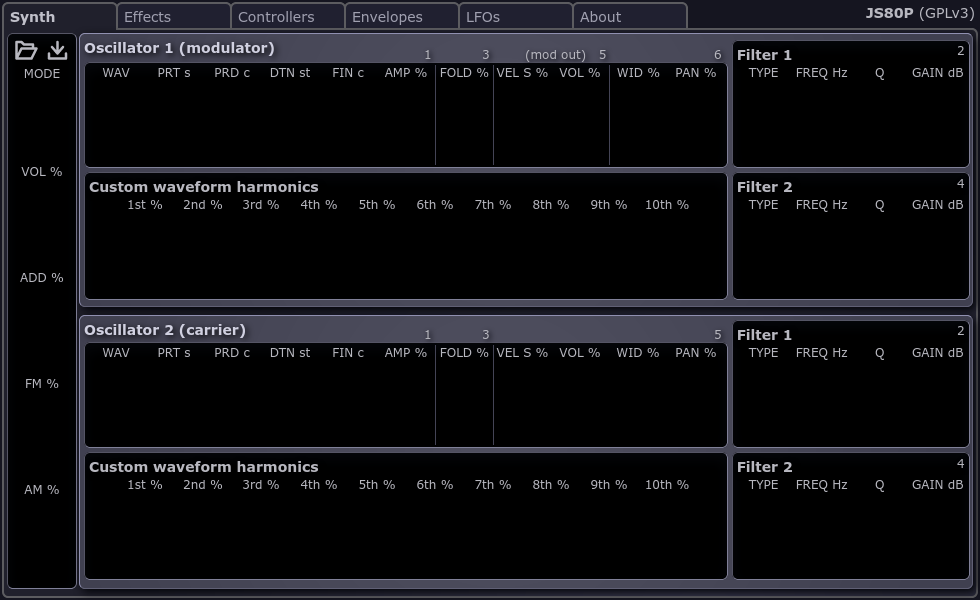 Synth Effects Controllers Envelopes LFOs About JS80P (GPLv3)
MODE
VOL %
ADD %
FM %
AM %
Oscillator 1 (modulator) 1 3 (mod out) 5 6
WAV PRT s PRD c DTN st FIN c AMP % FOLD % VEL S % VOL % WID % PAN %
Filter 1 2
TYPE FREQ Hz Q GAIN dB
Custom waveform harmonics
1st % 2nd % 3rd % 4th % 5th % 6th % 7th % 8th % 9th % 10th %
Filter 2 4
TYPE FREQ Hz Q GAIN dB
Oscillator 2 (carrier) 1 3 5
WAV PRT s PRD c DTN st FIN c AMP % FOLD % VEL S % VOL % WID % PAN %
Filter 1 2
TYPE FREQ Hz Q GAIN dB
Custom waveform harmonics
1st % 2nd % 3rd % 4th % 5th % 6th % 7th % 8th % 9th % 10th %
Filter 2 4
TYPE FREQ Hz Q GAIN dB